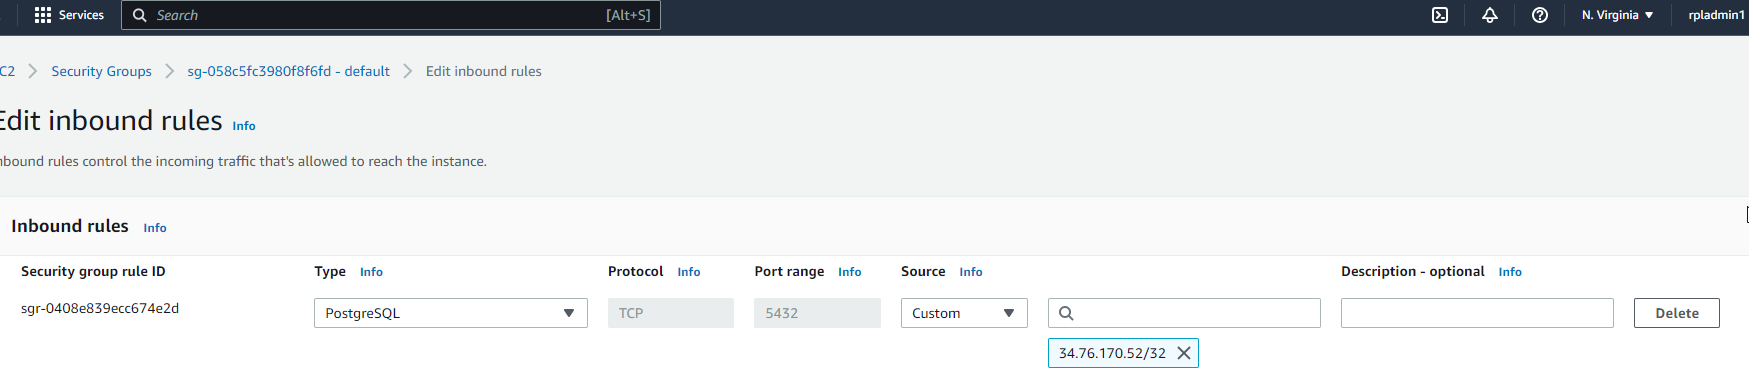 Services Search [Alt+S] N. Virginia rpladmin1
C2 Security Groups sg-058c5fc3980f8f6fd - default Edit inbound rules
Edit inbound rules Info
nbound rules control the incoming traffic that's allowed to reach the instance.
Inbound rules Info
Security group rule ID Type Info Protocol Info Port range Info Source Info Description - optional Info
sgr-0408e839ecc674e2d PostgreSQL TCP 5432 Custom Delete
34.76.170.52/32